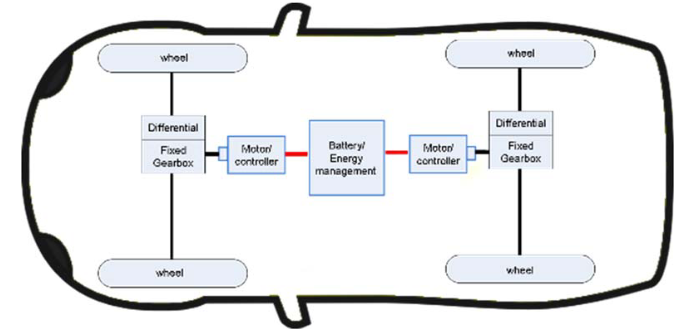 wheel
wheel
Differential
Fixed
Gearbox
Motor/
controller
Battery/
Energy
management
Motor/
controller
Differential
Fixed
Gearbox
wheel
wheel